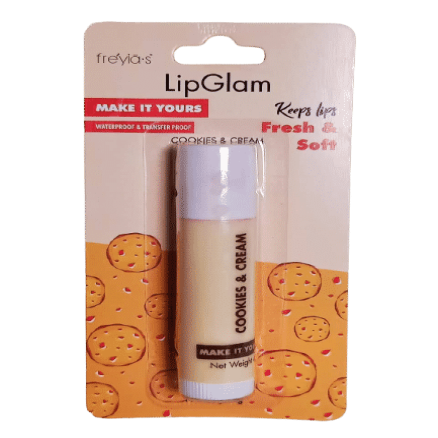 freyia·s
LipGlam
MAKE IT YOURS
WATERPROOF & TRANSFER PROOF
Keeps lips
Fresh &
Soft
COOKIES & CREAM
COOKIES & CREAM
MAKE IT YOU
Net Weight